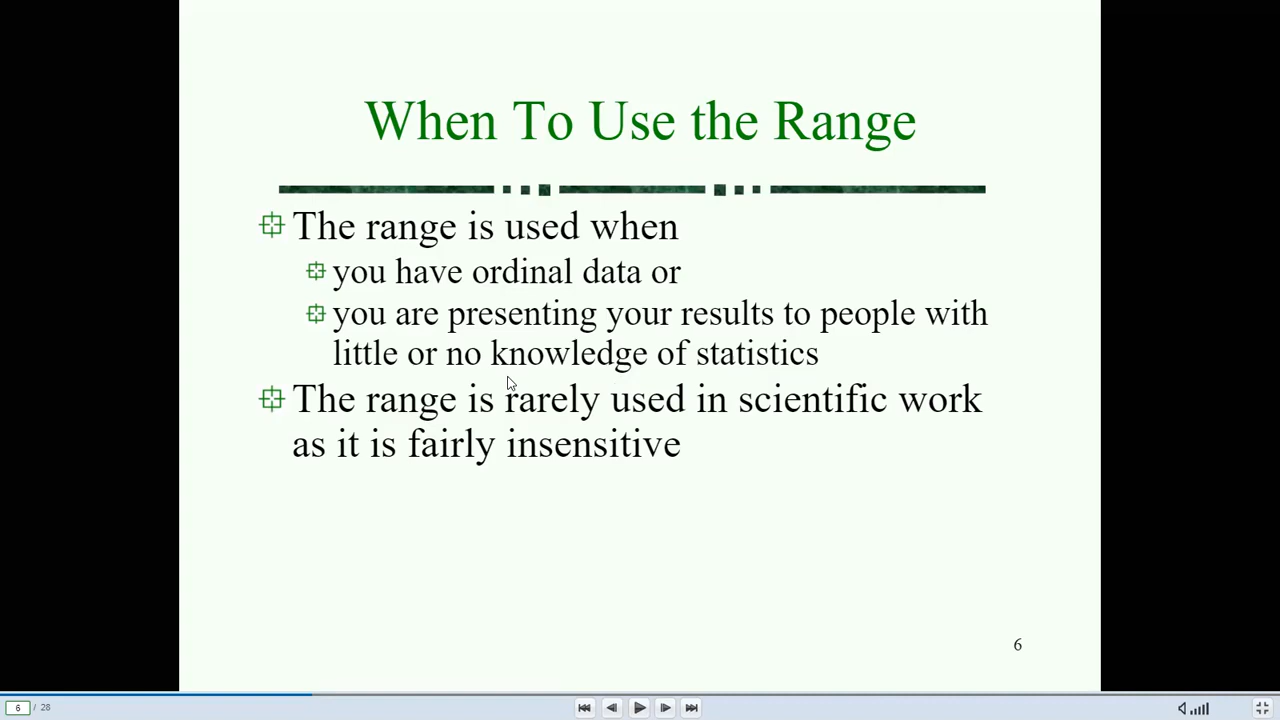 When To Use the Range
The range is used when
you have ordinal data or
you are presenting your results to people with
little or no knowledge of statistics
The range is rarely used in scientific work
as it is fairly insensitive
6
6 / 28